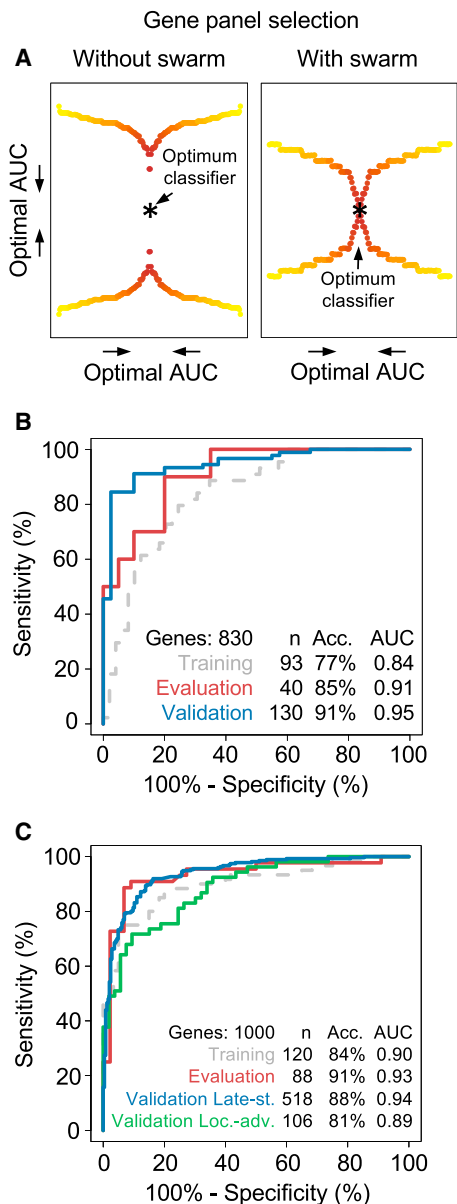 Gene panel selection
A
Without swarm
With swarm
Optimal AUC
Optimum
classifier
Optimum
classifier
Optimal AUC
Optimal AUC
B
Sensitivity (%)
100
80
60
40
20
0
Genes: 830 n Acc. AUC
Training 93 77% 0.84
Evaluation 40 85% 0.91
Validation 130 91% 0.95
0 20 40 60 80 100
100% - Specificity (%)
C
Sensitivity (%)
100
80
60
40
20
0
Genes: 1000 n Acc. AUC
Training 120 84% 0.90
Evaluation 88 91% 0.93
Validation Late-st. 518 88% 0.94
Validation Loc.-adv. 106 81% 0.89
0 20 40 60 80 100
100% - Specificity (%)